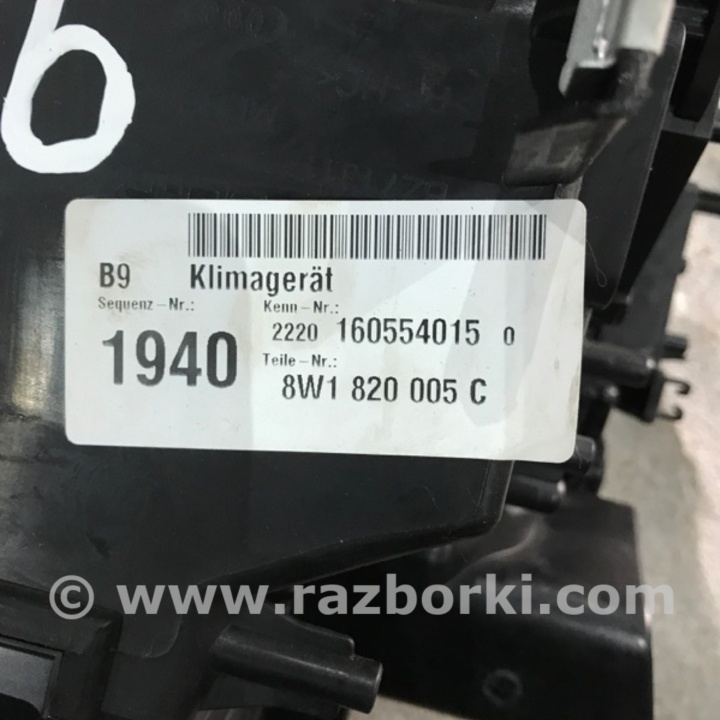 6
B9 Klimagerät
Sequenz-Nr.: Kenn-Nr.:
1940 2220 160554015 0
Teile-Nr.:
8W1 820 005 C
© www.razborki.com